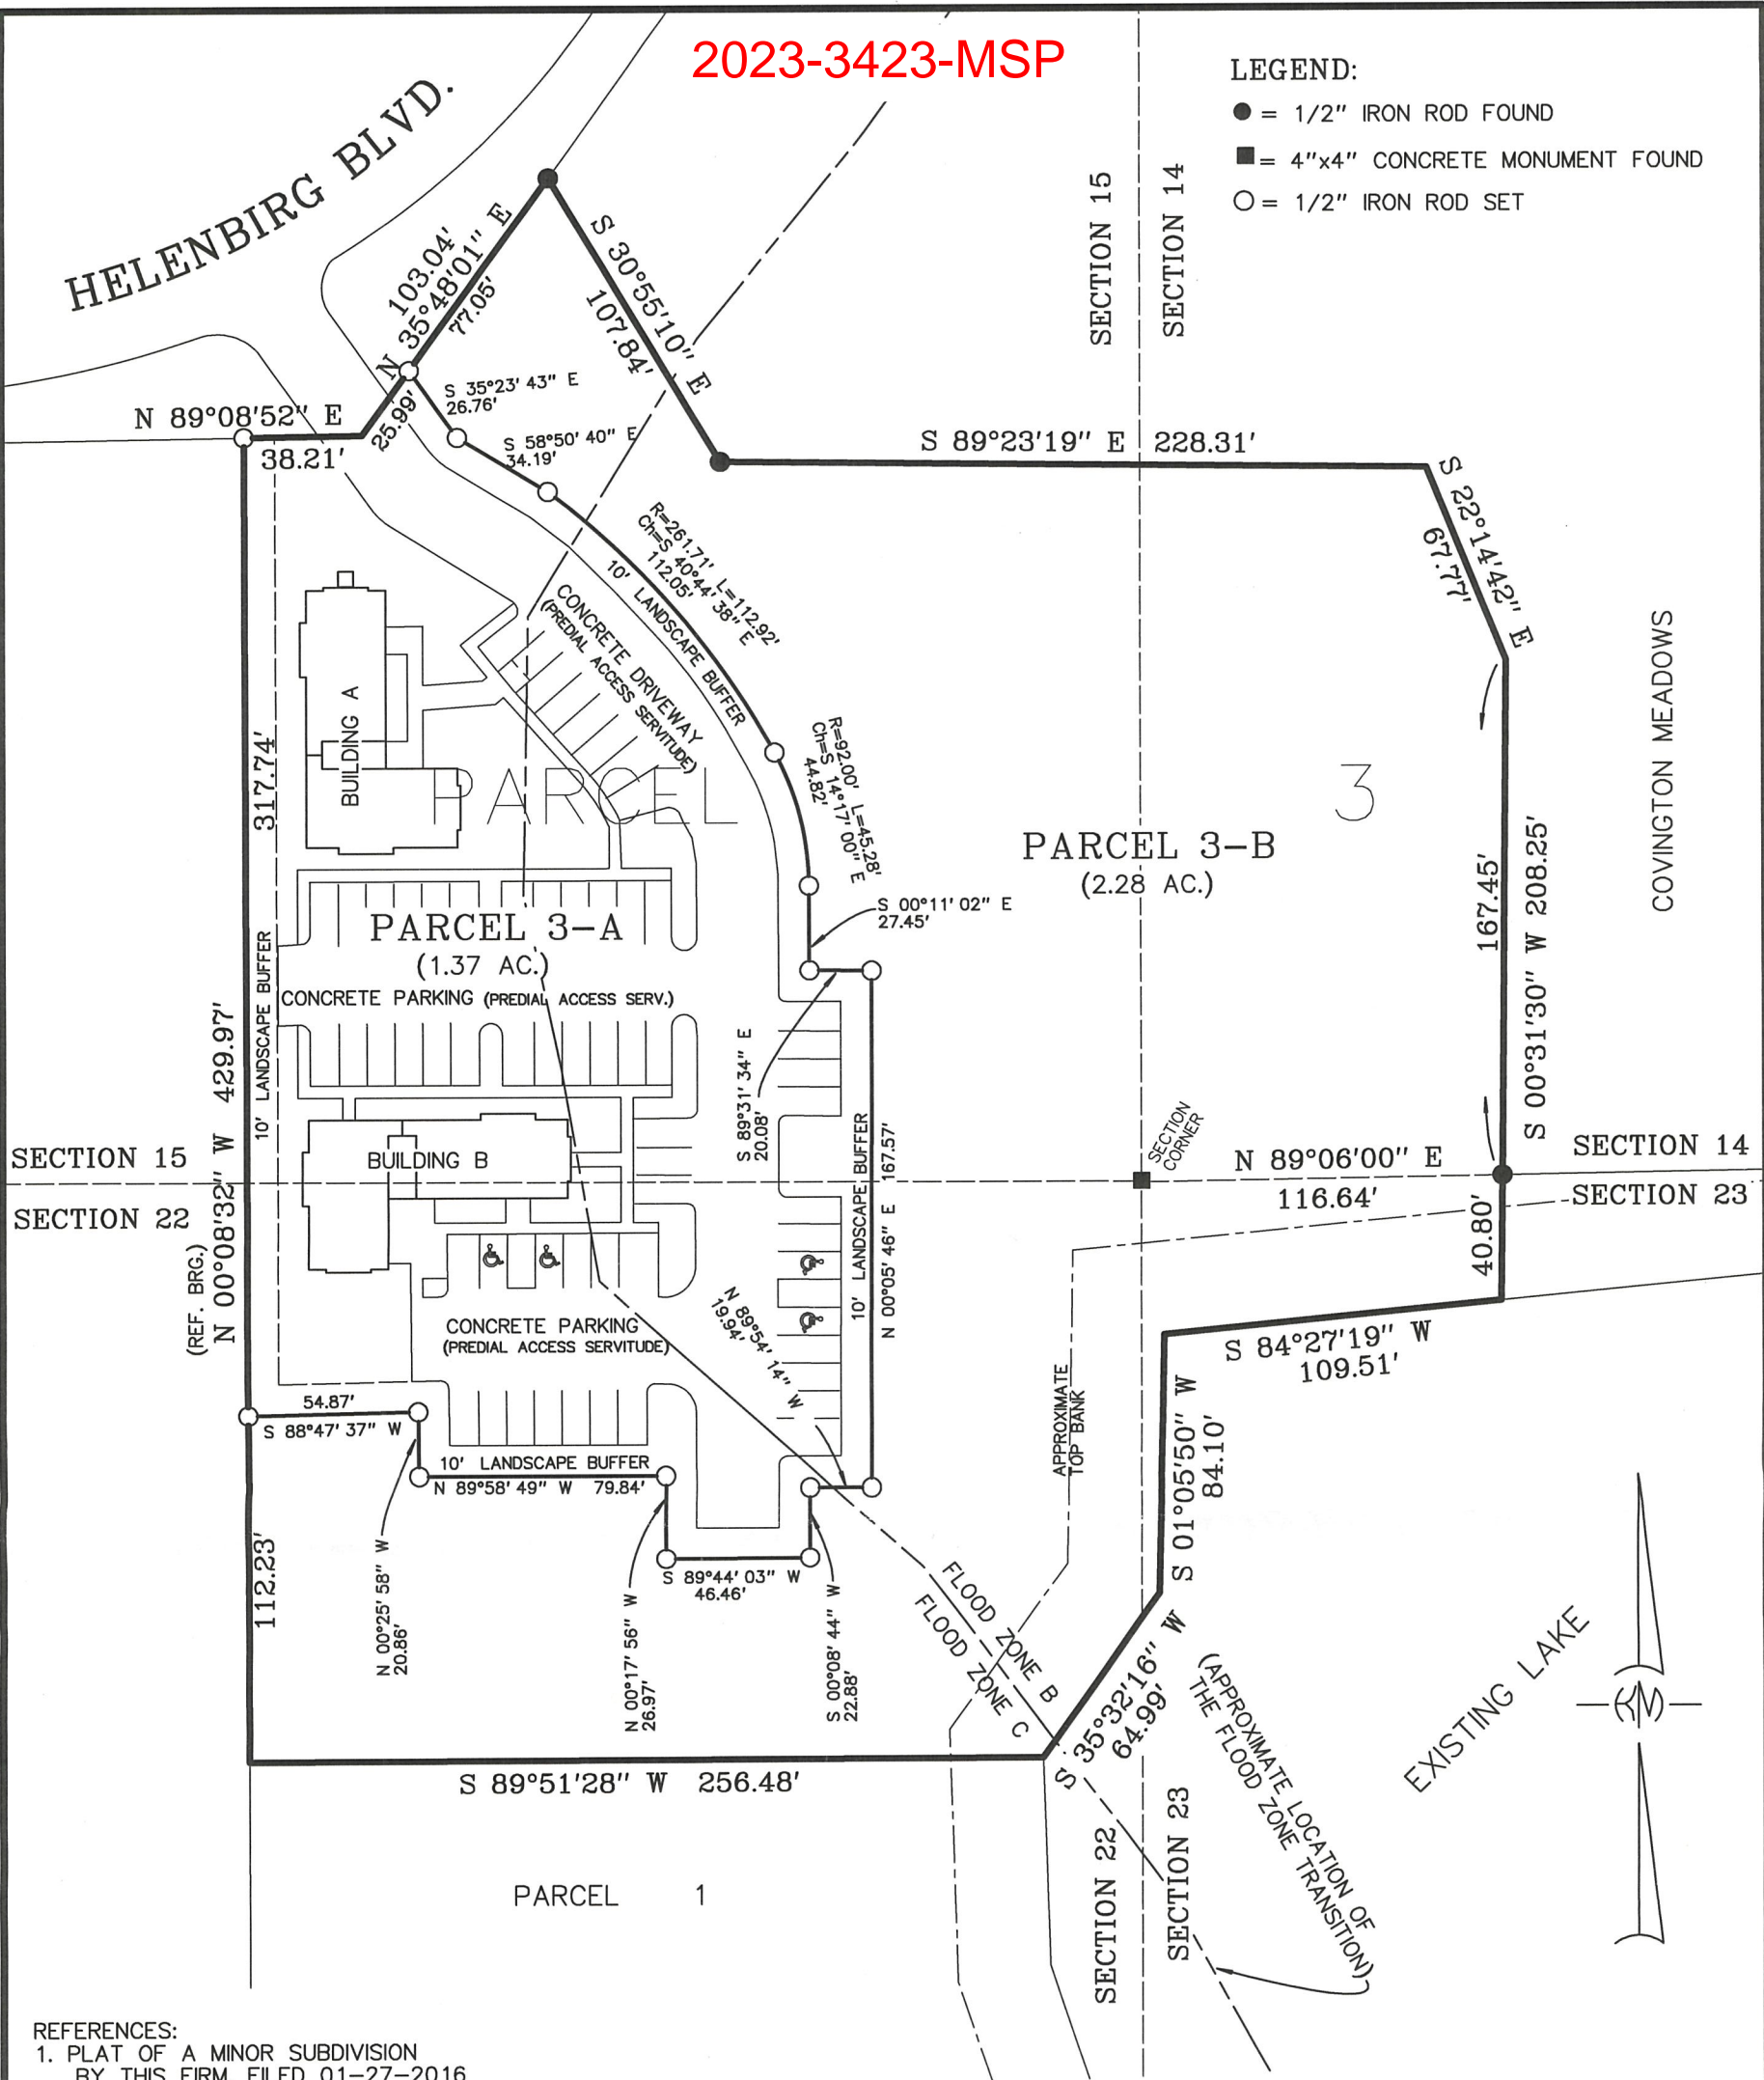 2023-3423-MSP
LEGEND:
● = 1/2" IRON ROD FOUND
■ = 4"x4" CONCRETE MONUMENT FOUND
○ = 1/2" IRON ROD SET
HELENBIRG BLVD.
SECTION 15
SECTION 14
103.04'
N 35°48'01" E
77.05'
25.99'
S 30°55'10" E
107.84'
N 89°08'52" E
38.21'
S 35°23'43" E
26.76'
S 58°50'40" E
34.19'
S 89°23'19" E 228.31'
S 22°14'42" E
67.77'
R=261.71' L=112.92'
Ch=S 40°44'38" E
112.05'
10' LANDSCAPE BUFFER
CONCRETE DRIVEWAY
(PREDIAL ACCESS SERVITUDE)
R=92.00' L=45.28'
Ch=S 14°17'00" E
44.82'
BUILDING A
317.74'
PARCEL 3
PARCEL 3-B
(2.28 AC.)
COVINGTON MEADOWS
167.45'
S 00°31'30" W 208.25'
S 00°11'02" E
27.45'
PARCEL 3-A
(1.37 AC.)
CONCRETE PARKING (PREDIAL ACCESS SERV.)
10' LANDSCAPE BUFFER
(REF. BRG.)
N 00°08'32" W 429.97'
S 89°31'34" E
20.08'
10' LANDSCAPE BUFFER
N 00°05'46" E 167.57'
SECTION CORNER
N 89°06'00" E
116.64'
SECTION 14
SECTION 23
SECTION 15
SECTION 22
BUILDING B
40.80'
CONCRETE PARKING
(PREDIAL ACCESS SERVITUDE)
N 89°54'14" W
19.94'
S 84°27'19" W
109.51'
APPROXIMATE
TOP BANK
S 01°05'50" W
84.10'
54.87'
S 88°47'37" W
10' LANDSCAPE BUFFER
N 89°58'49" W 79.84'
112.23'
N 00°25'58" W
20.86'
N 00°17'56" W
26.97'
S 89°44'03" W
46.46'
S 00°08'44" W
22.88'
FLOOD ZONE B
FLOOD ZONE C
S 35°32'16" W
64.99'
(APPROXIMATE LOCATION OF
THE FLOOD ZONE TRANSITION)
EXISTING LAKE
S 89°51'28" W 256.48'
SECTION 22
SECTION 23
PARCEL 1
REFERENCES:
1. PLAT OF A MINOR SUBDIVISION
BY THIS FIRM, FILED 01-27-2016